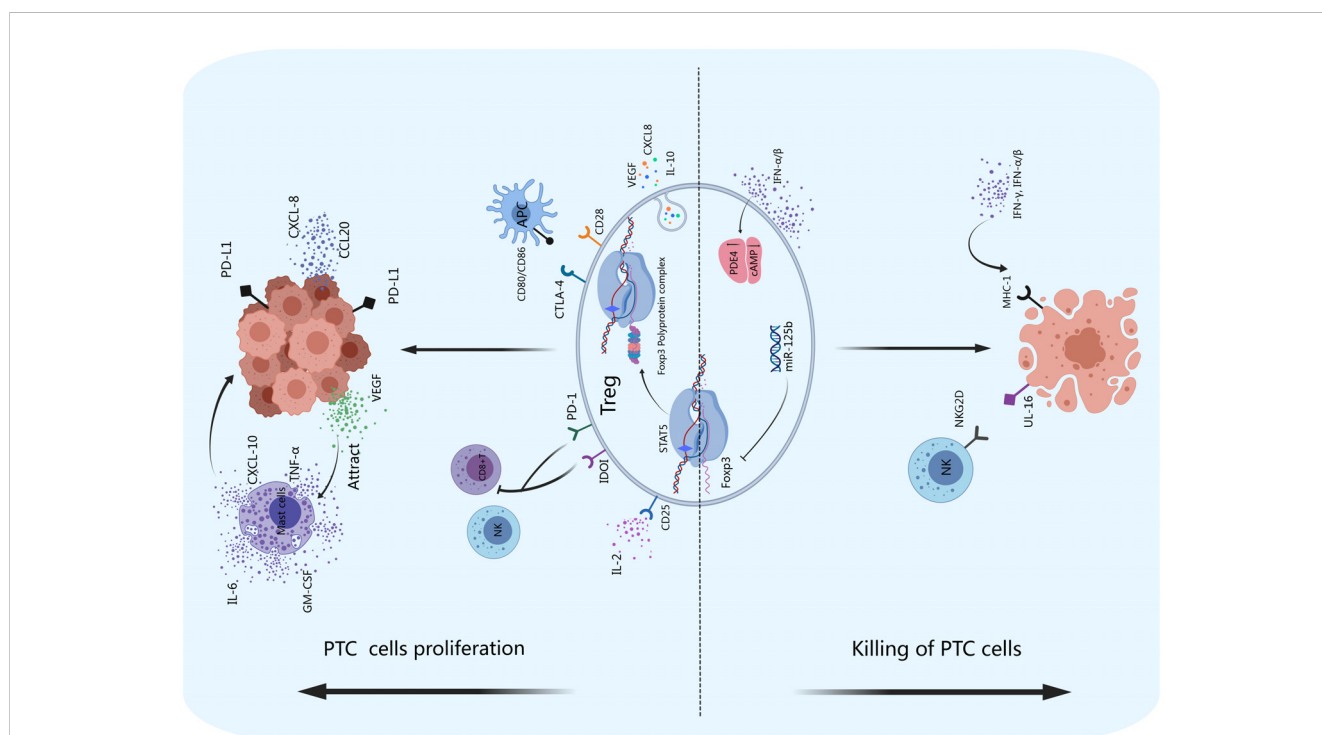 PD-L1
CXCL-8
CCL20
PD-L1
VEGF
Attract
CXCL-10
TNF-α
Mast cells
IL-6,
GM-CSF
APC
CD80/CD86
CD28
CTLA-4
VEGF
CXCL8
IL-10
Foxp3 Polyprotein complex
Treg
PD-1
IDOI
CD8+T
NK
CD25
IL-2
STAT5
Foxp3
IFN-α/β
PDE4
cAMP
miR-125b
IFN-γ, IFN-α/β
MHC-1
UL-16
NKG2D
NK
PTC cells proliferation
Killing of PTC cells